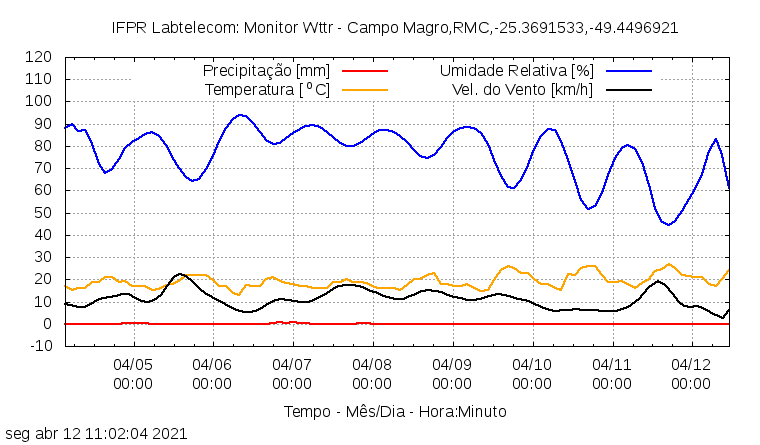 IFPR Labtelecom: Monitor Wttr - Campo Magro,RMC,-25.3691533,-49.4496921
120
110
100
90
80
70
60
50
40
30
20
10
0
-10
Precipitação [mm]
Temperatura [ºC]
Umidade Relativa [%]
Vel. do Vento [km/h]
04/05 04/06 04/07 04/08 04/09 04/10 04/11 04/12
00:00 00:00 00:00 00:00 00:00 00:00 00:00 00:00
Tempo - Mês/Dia - Hora:Minuto
seg abr 12 11:02:04 2021